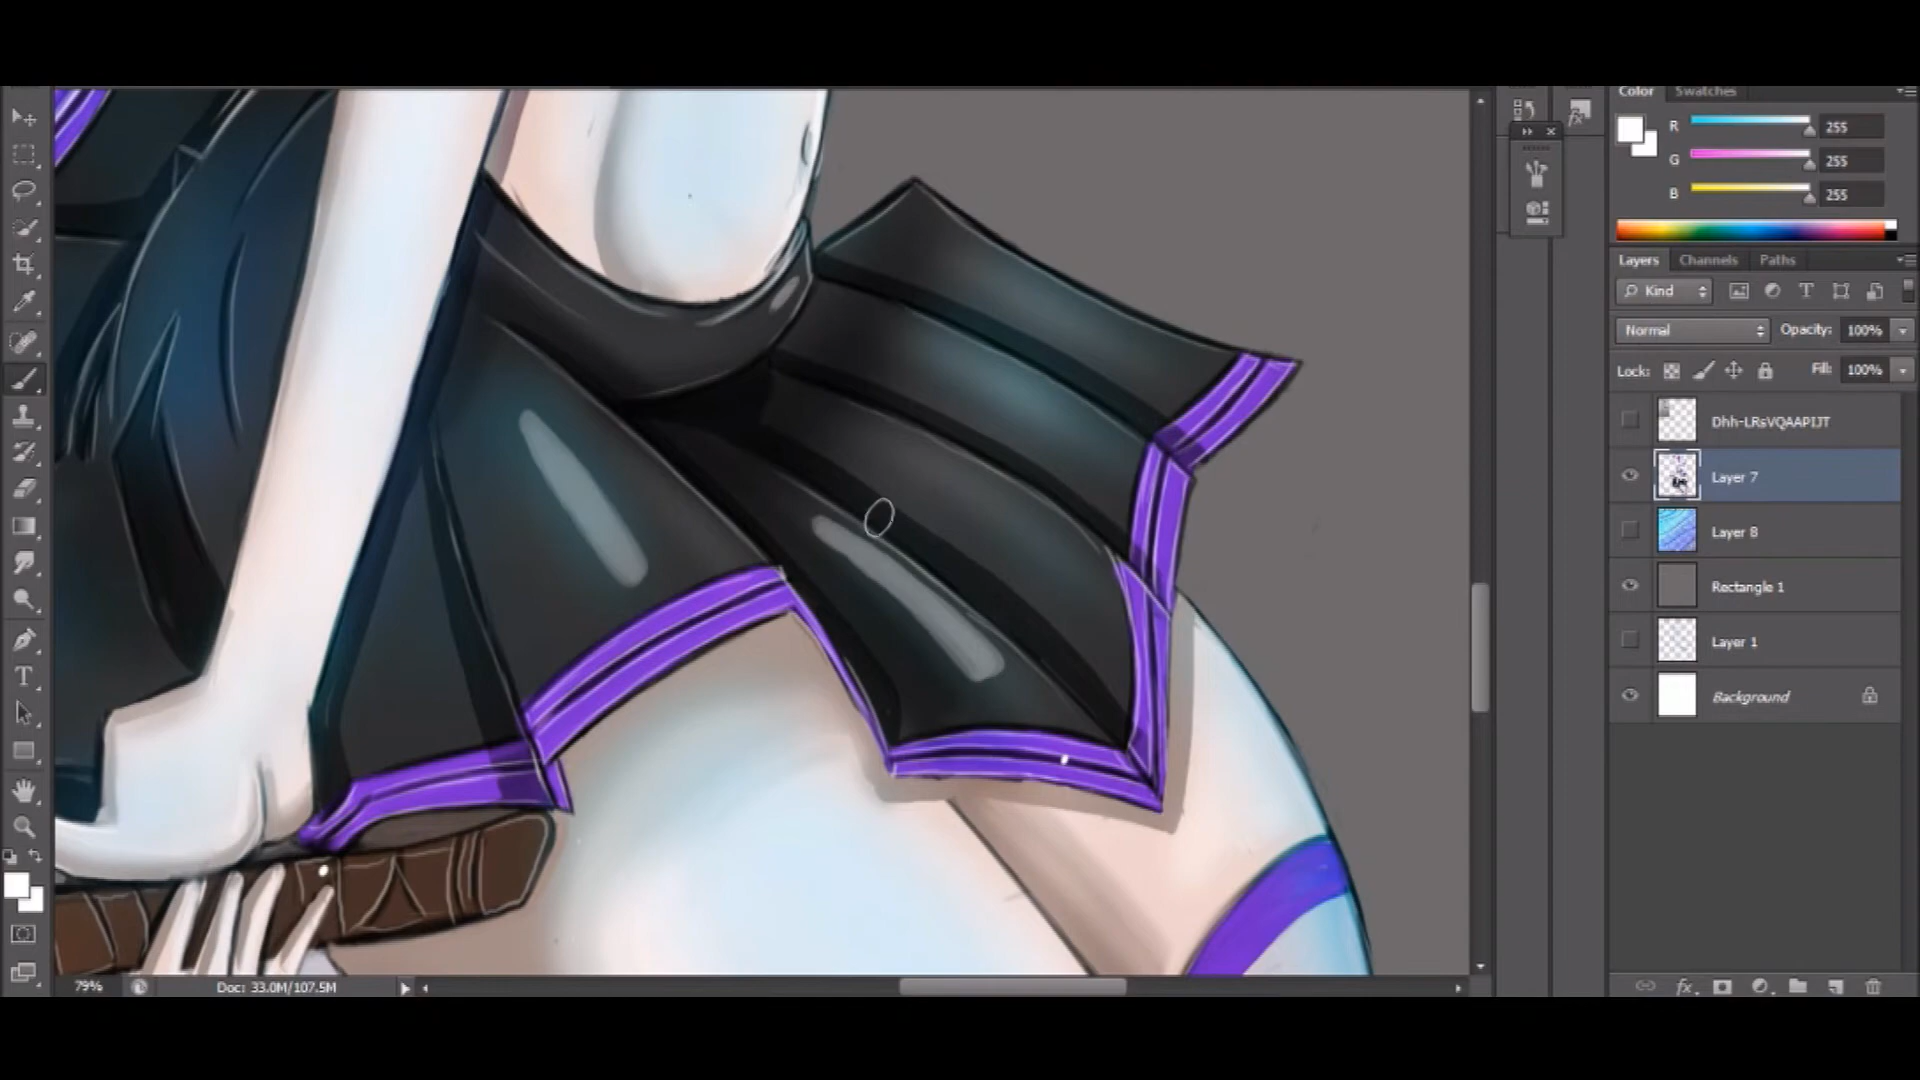 Color Swatches
R 255
G 255
B 255
Layers Channels Paths
Kind
Normal Opacity: 100%
Lock: Fill: 100%
Dhh-LRsVQAAPIJT
Layer 7
Layer 8
Rectangle 1
Layer 1
Background
fx
79% Doc: 33.0M/107.5M